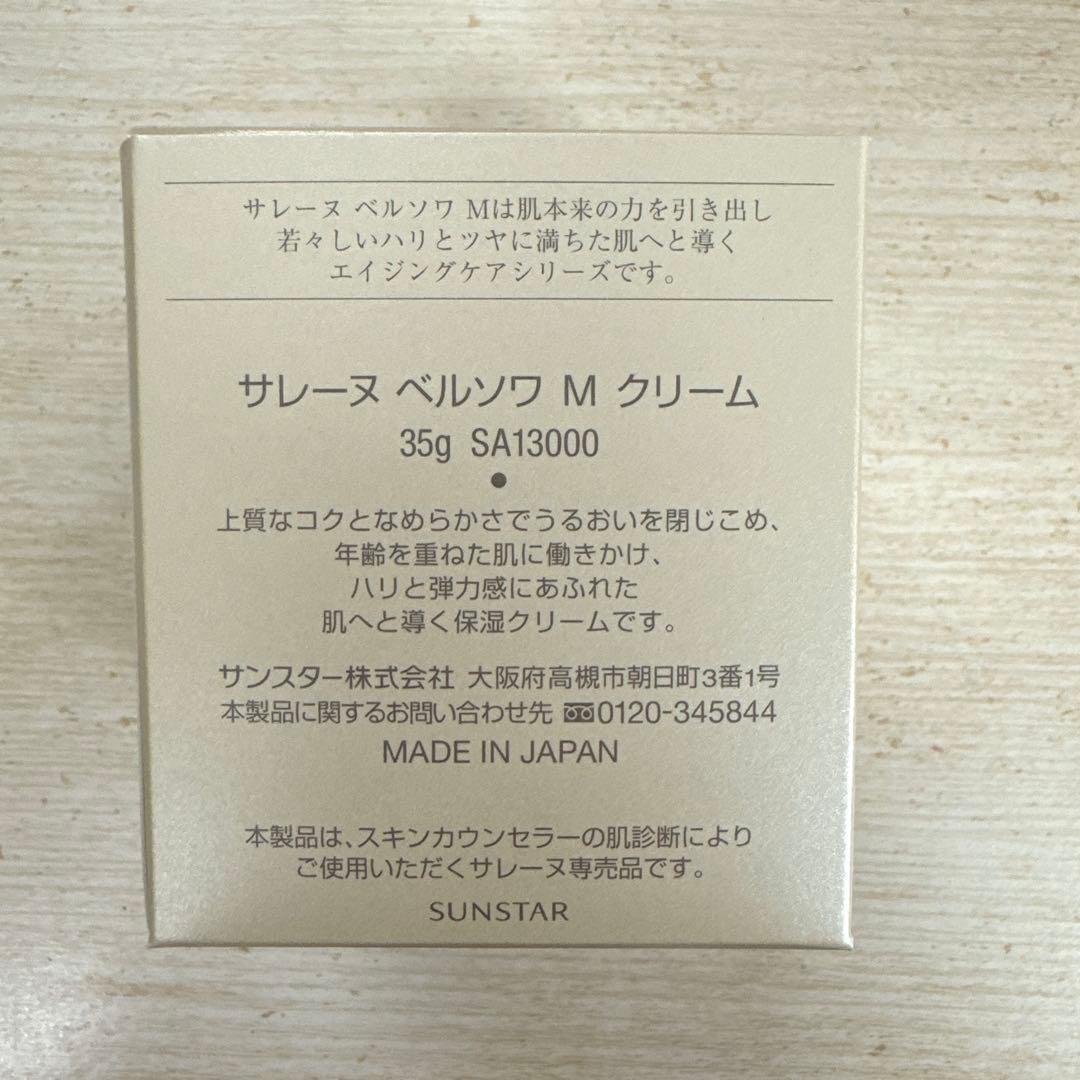 サレーヌ ベルソワ Mは肌本来の力を引き出し
若々しいハリとツヤに満ちた肌へと導く
エイジングケアシリーズです。
サレーヌ ベルソワ M クリーム
35g SA13000
上質なコクとなめらかさでうるおいを閉じこめ、
年齢を重ねた肌に働きかけ、
ハリと弾力感にあふれた
肌へと導く保湿クリームです。
サンスター株式会社 大阪府高槻市朝日町3番1号
本製品に関するお問い合わせ先 0120-345844
MADE IN JAPAN
本製品は、スキンカウンセラーの肌診断により
ご使用いただくサレーヌ専売品です。
SUNSTAR